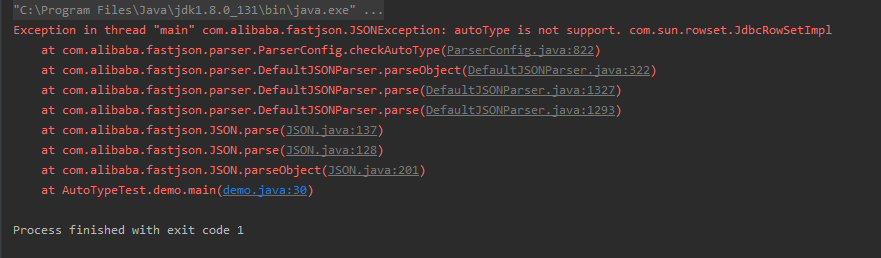 "C:\Program Files\Java\jdk1.8.0_131\bin\java.exe" ...
Exception in thread "main" com.alibaba.fastjson.JSONException: autoType is not support. com.sun.rowset.JdbcRowSetImpl
at com.alibaba.fastjson.parser.ParserConfig.checkAutoType(ParserConfig.java:822)
at com.alibaba.fastjson.parser.DefaultJSONParser.parseObject(DefaultJSONParser.java:322)
at com.alibaba.fastjson.parser.DefaultJSONParser.parse(DefaultJSONParser.java:1327)
at com.alibaba.fastjson.parser.DefaultJSONParser.parse(DefaultJSONParser.java:1293)
at com.alibaba.fastjson.JSON.parse(JSON.java:137)
at com.alibaba.fastjson.JSON.parse(JSON.java:128)
at com.alibaba.fastjson.JSON.parseObject(JSON.java:201)
at AutoTypeTest.demo.main(demo.java:30)
Process finished with exit code 1